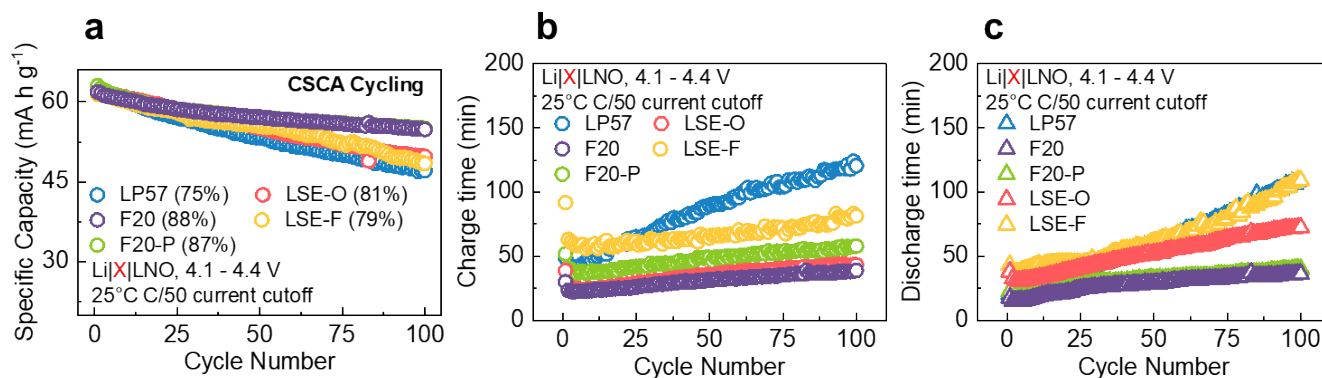 a
CSCA Cycling
60
45
30
Specific Capacity (mA h g⁻¹)
LP57 (75%)
LSE-O (81%)
F20 (88%)
LSE-F (79%)
F20-P (87%)
Li|X|LNO, 4.1 - 4.4 V
25°C C/50 current cutoff
0 25 50 75 100
Cycle Number
b
200
150
100
50
0
Charge time (min)
Li|X|LNO, 4.1 - 4.4 V
25°C C/50 current cutoff
LP57
LSE-O
F20
LSE-F
F20-P
0 25 50 75 100
Cycle Number
c
200
150
100
50
0
Discharge time (min)
Li|X|LNO, 4.1 - 4.4 V
25°C C/50 current cutoff
LP57
F20
F20-P
LSE-O
LSE-F
0 25 50 75 100
Cycle Number